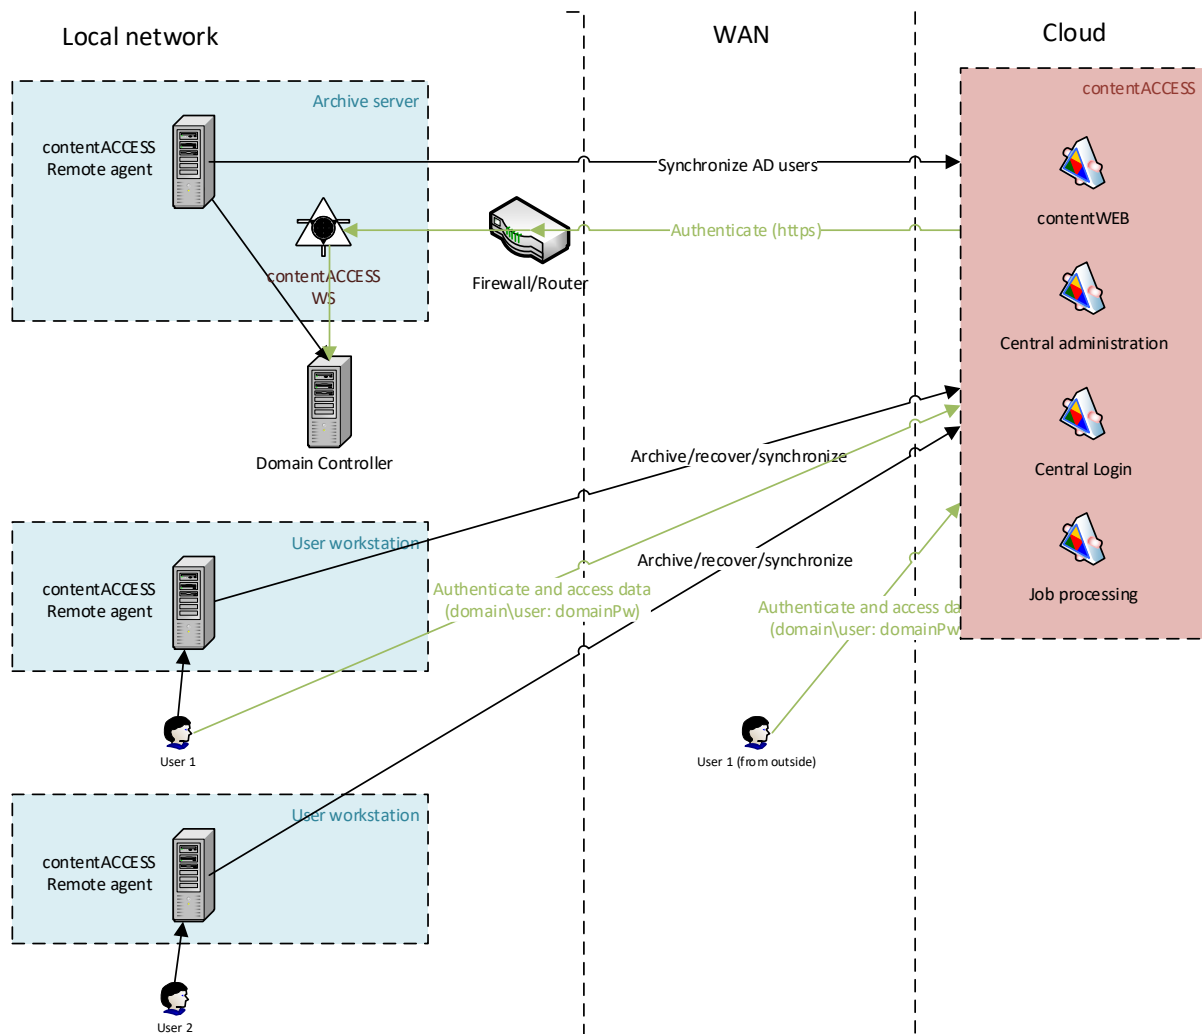 Local network
WAN
Cloud
Archive server
contentACCESS
contentACCESS
Remote agent
Synchronize AD users
contentWEB
Authenticate (https)
contentACCESS
WS
Firewall/Router
Central administration
Domain Controller
Archive/recover/synchronize
Central Login
User workstation
contentACCESS
Remote agent
Archive/recover/synchronize
Authenticate and access data
(domain\user: domainPw)
Authenticate and access da
(domain\user: domainPw
Job processing
User 1
User 1 (from outside)
User workstation
contentACCESS
Remote agent
User 2